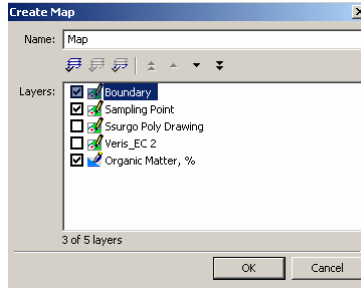 Create Map
Name: Map
Layers:
Boundary
Sampling Point
Ssurgo Poly Drawing
Veris_EC 2
Organic Matter, %
3 of 5 layers
OK Cancel